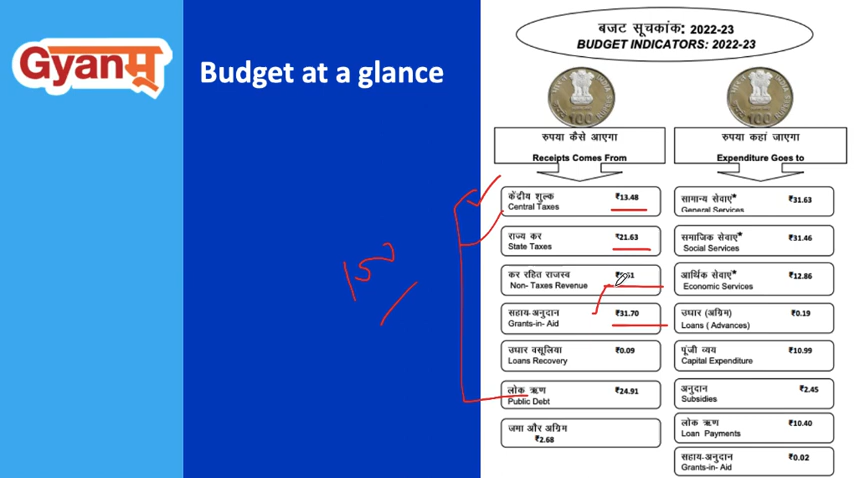 Gyanमू
Budget at a glance
बजट सूचकांक: 2022-23
BUDGET INDICATORS: 2022-23
100 100
रुपया कैसे आएगा
Receipts Comes From
केंद्रीय शुल्क ₹13.48
Central Taxes
राज्य कर ₹21.63
State Taxes
कर रहित राजस्व
Non- Taxes Revenue
सहाय-अनुदान ₹31.70
Grants-in- Aid
उधार वसूलिया ₹0.09
Loans Recovery
लोक ऋण ₹24.91
Public Debt
जमा और अग्रिम
₹2.68
रुपया कहां जाएगा
Expenditure Goes to
सामान्य सेवाएं* ₹31.63
General Services
समाजिक सेवाएं* ₹31.46
Social Services
आर्थिक सेवाएं* ₹12.86
Economic Services
उधार (अग्रिम) ₹0.19
Loans ( Advances)
पूंजी व्यय ₹10.99
Capital Expenditure
अनुदान ₹2.45
Subsidies
लोक ऋण ₹10.40
Loan Payments
सहाय-अनुदान ₹0.02
Grants-in- Aid